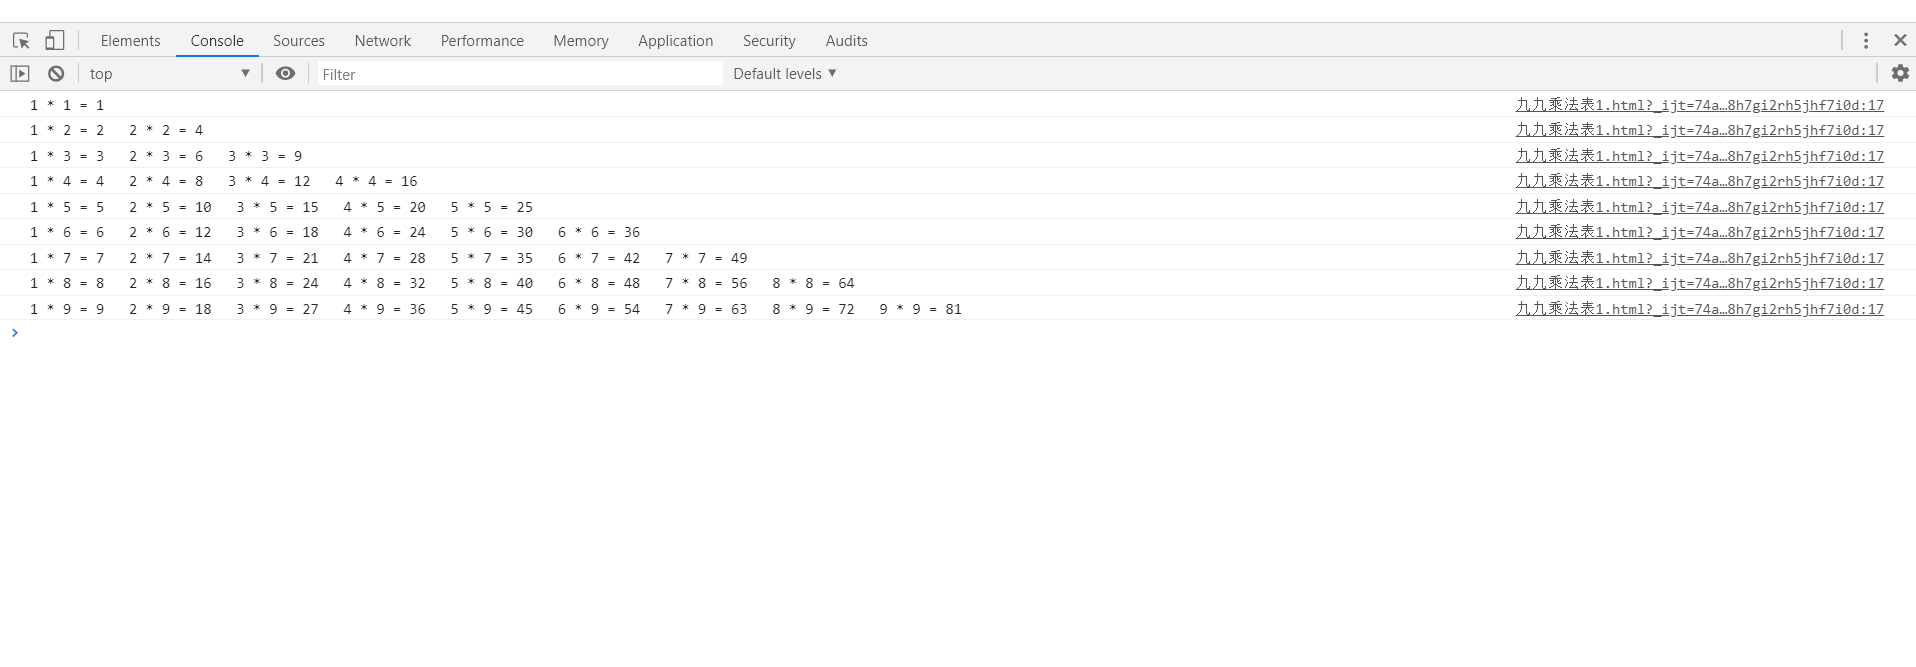 Elements Console Sources Network Performance Memory Application Security Audits
top Filter Default levels
1 * 1 = 1 九九乘法表1.html?_ijt=74a…8h7gi2rh5jhf7i0d:17
1 * 2 = 2 2 * 2 = 4 九九乘法表1.html?_ijt=74a…8h7gi2rh5jhf7i0d:17
1 * 3 = 3 2 * 3 = 6 3 * 3 = 9 九九乘法表1.html?_ijt=74a…8h7gi2rh5jhf7i0d:17
1 * 4 = 4 2 * 4 = 8 3 * 4 = 12 4 * 4 = 16 九九乘法表1.html?_ijt=74a…8h7gi2rh5jhf7i0d:17
1 * 5 = 5 2 * 5 = 10 3 * 5 = 15 4 * 5 = 20 5 * 5 = 25 九九乘法表1.html?_ijt=74a…8h7gi2rh5jhf7i0d:17
1 * 6 = 6 2 * 6 = 12 3 * 6 = 18 4 * 6 = 24 5 * 6 = 30 6 * 6 = 36 九九乘法表1.html?_ijt=74a…8h7gi2rh5jhf7i0d:17
1 * 7 = 7 2 * 7 = 14 3 * 7 = 21 4 * 7 = 28 5 * 7 = 35 6 * 7 = 42 7 * 7 = 49 九九乘法表1.html?_ijt=74a…8h7gi2rh5jhf7i0d:17
1 * 8 = 8 2 * 8 = 16 3 * 8 = 24 4 * 8 = 32 5 * 8 = 40 6 * 8 = 48 7 * 8 = 56 8 * 8 = 64 九九乘法表1.html?_ijt=74a…8h7gi2rh5jhf7i0d:17
1 * 9 = 9 2 * 9 = 18 3 * 9 = 27 4 * 9 = 36 5 * 9 = 45 6 * 9 = 54 7 * 9 = 63 8 * 9 = 72 9 * 9 = 81 九九乘法表1.html?_ijt=74a…8h7gi2rh5jhf7i0d:17